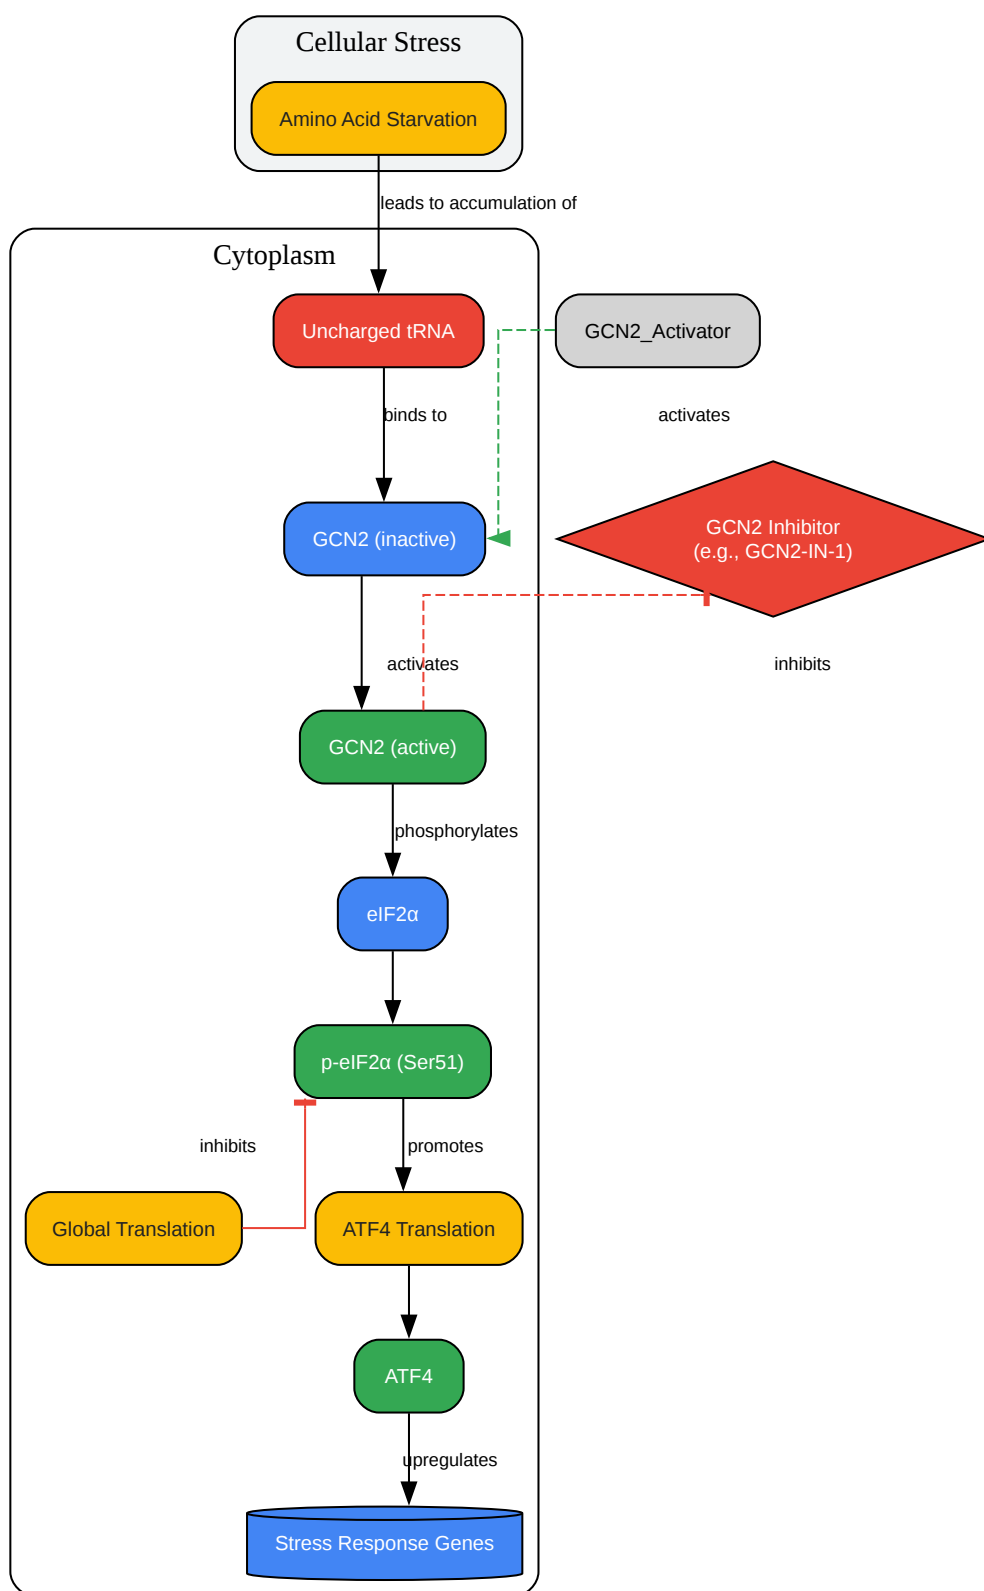 Cellular Stress
Amino Acid Starvation
leads to accumulation of
Cytoplasm
Uncharged tRNA
GCN2_Activator
binds to
activates
GCN2 (inactive)
GCN2 Inhibitor
(e.g., GCN2-IN-1)
activates
inhibits
GCN2 (active)
phosphorylates
eIF2α
p-eIF2α (Ser51)
inhibits
promotes
Global Translation
ATF4 Translation
ATF4
upregulates
Stress Response Genes